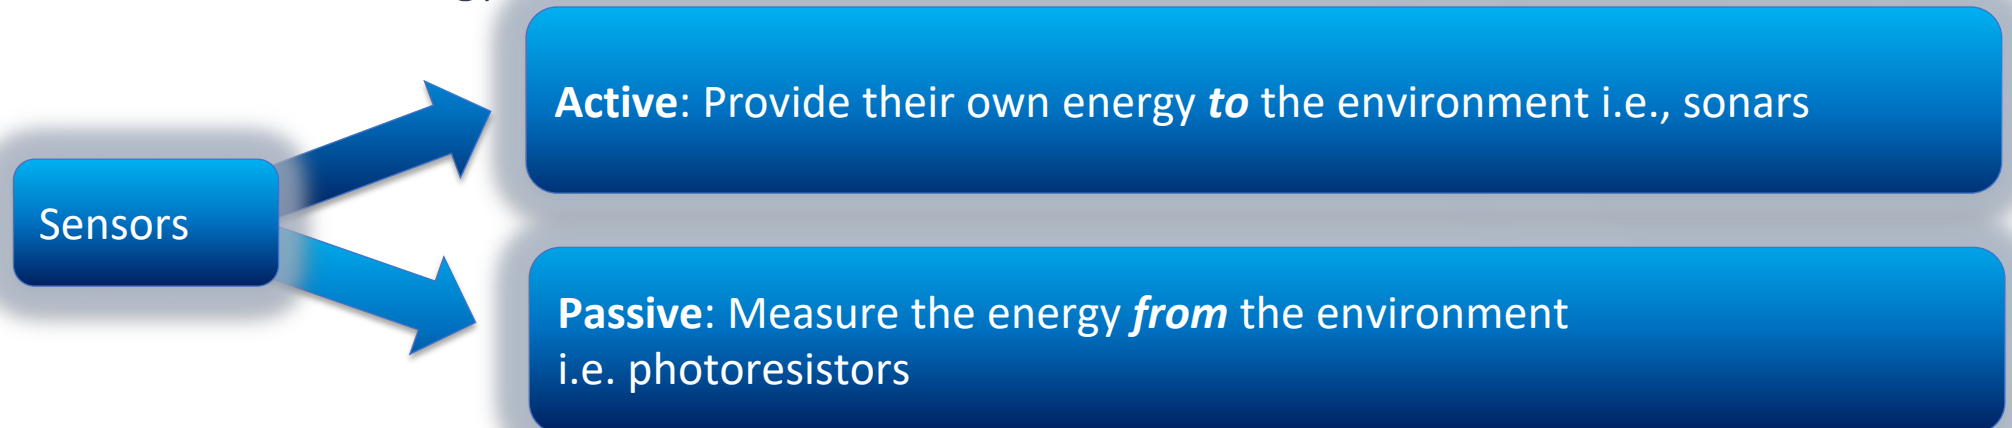 Sensors
Active: Provide their own energy to the environment i.e., sonars
Passive: Measure the energy from the environment
i.e. photoresistors